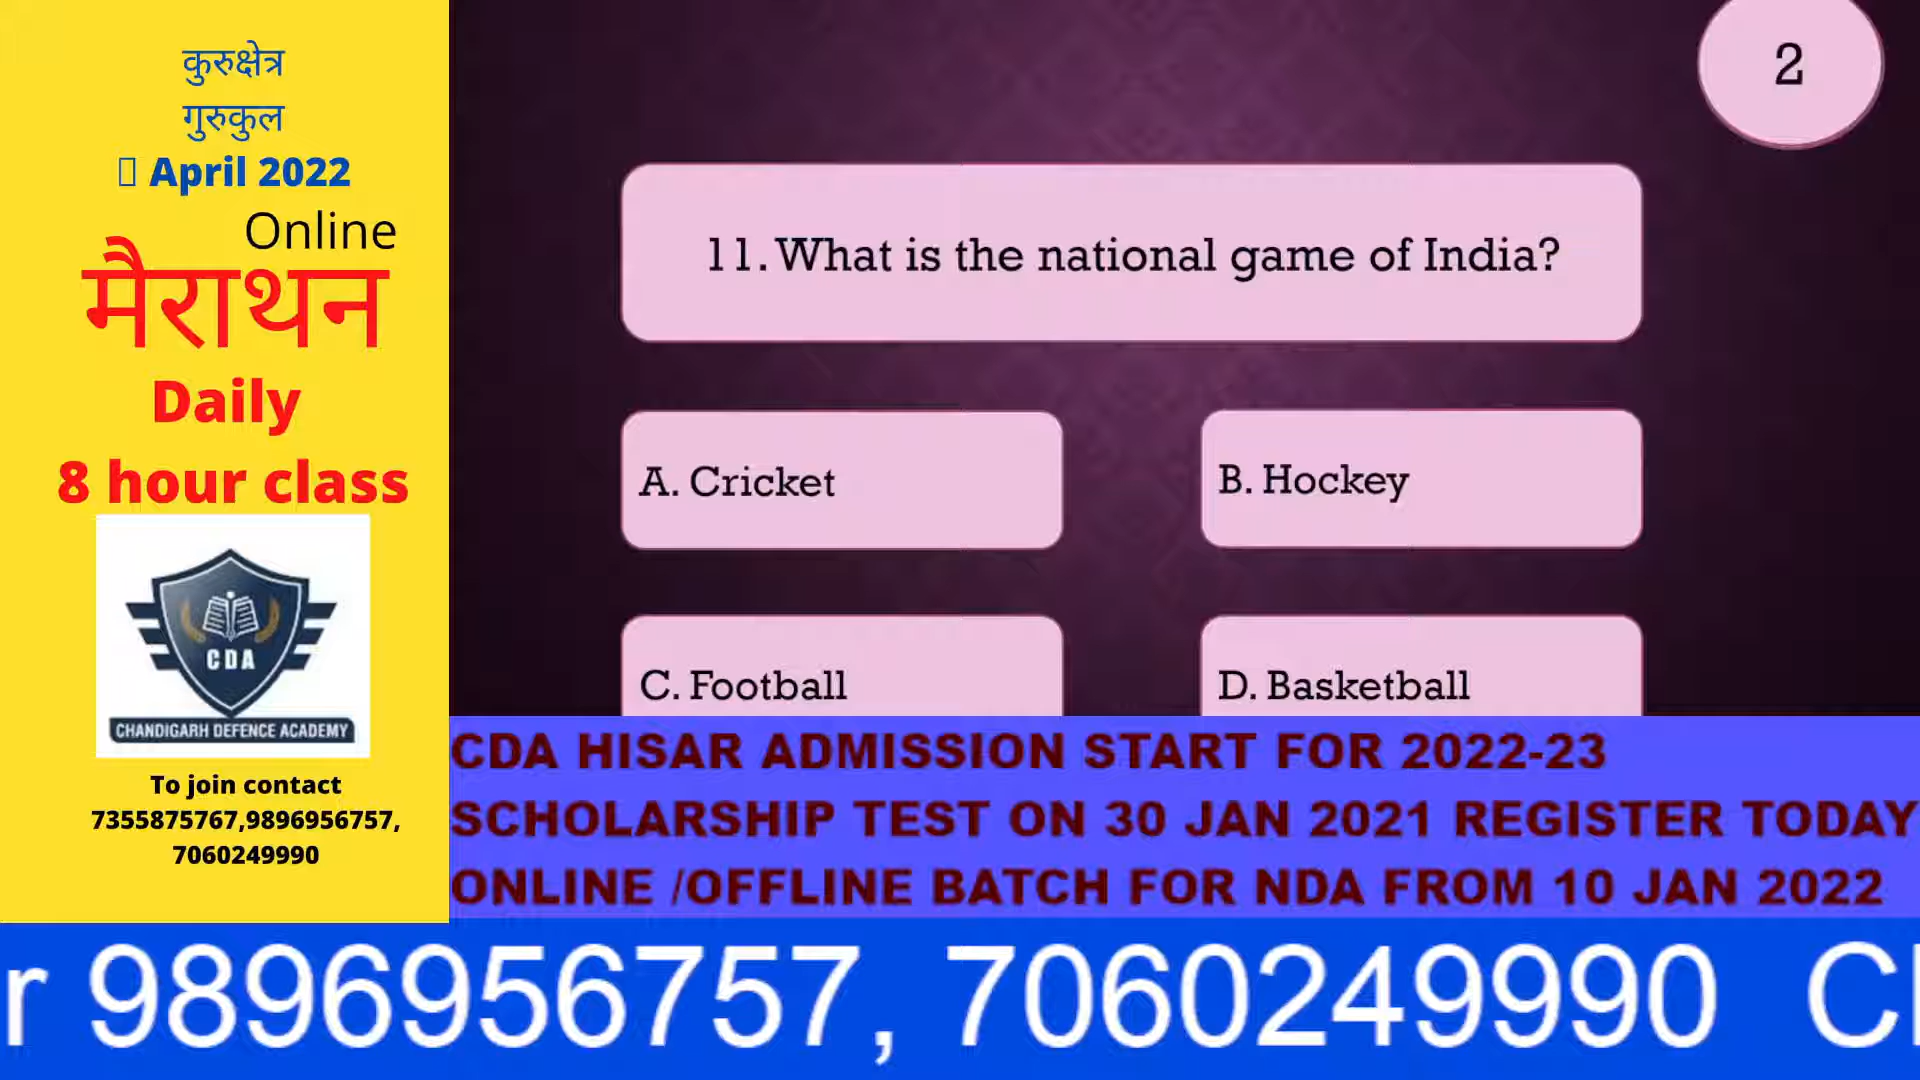 कुरुक्षेत्र
गुरुकुल
April 2022
Online
मैराथन
Daily
8 hour class
CDA
CHANDIGARH DEFENCE ACADEMY
To join contact
7355875767,9896956757,
7060249990
2
11. What is the national game of India?
A. Cricket
B. Hockey
C. Football
D. Basketball
CDA HISAR ADMISSION START FOR 2022-23
SCHOLARSHIP TEST ON 30 JAN 2021 REGISTER TODAY
ONLINE /OFFLINE BATCH FOR NDA FROM 10 JAN 2022
r 9896956757, 7060249990 C